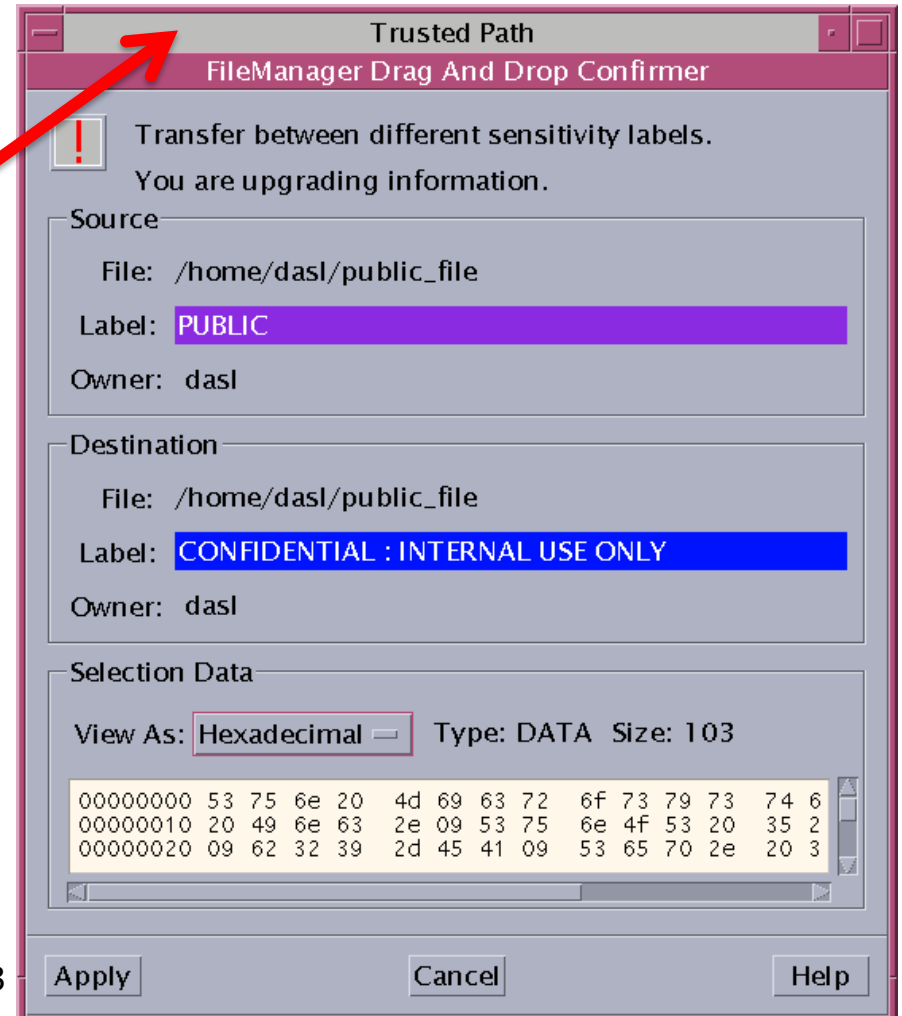 Trusted Path
FileManager Drag And Drop Confirmer
! Transfer between different sensitivity labels.
You are upgrading information.
Source
File: /home/dasl/public_file
Label: PUBLIC
Owner: dasl
Destination
File: /home/dasl/public_file
Label: CONFIDENTIAL : INTERNAL USE ONLY
Owner: dasl
Selection Data
View As: Hexadecimal Type: DATA Size: 103
00000000 53 75 6e 20 4d 69 63 72 6f 73 79 73 74 6
00000010 20 49 6e 63 2e 09 53 75 6e 4f 53 20 35 2
00000020 09 62 32 39 2d 45 41 09 53 65 70 2e 20 3
Apply Cancel Help